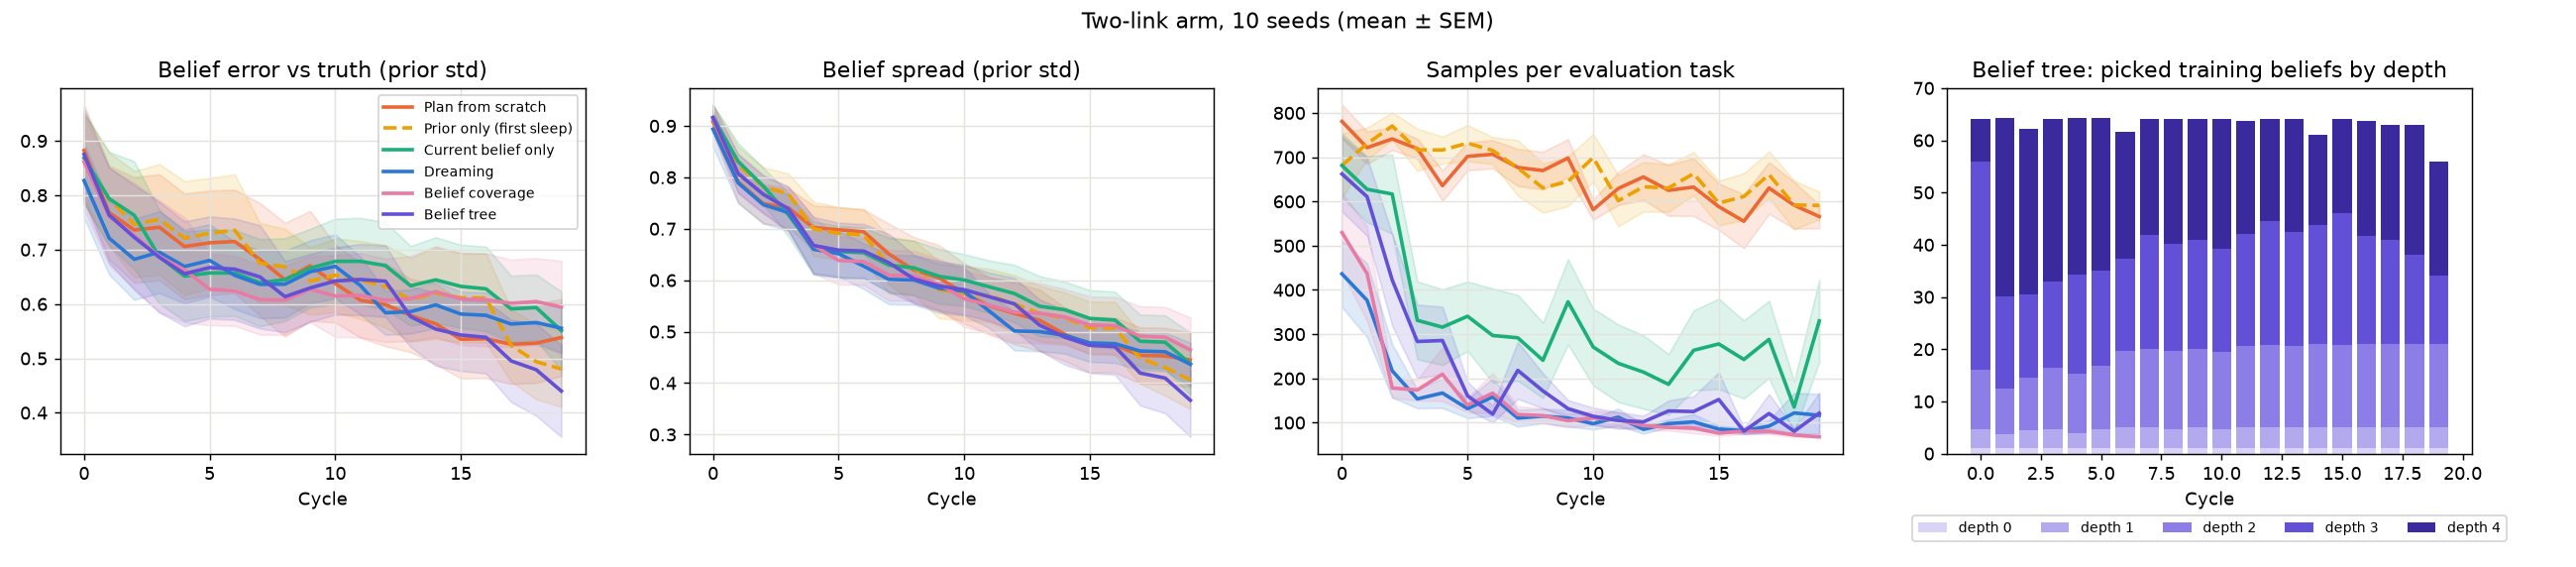 Two-link arm, 10 seeds (mean ± SEM)
Belief error vs truth (prior std)
0.9
0.8
0.7
0.6
0.5
0.4
0 5 10 15
Cycle
Plan from scratch
Prior only (first sleep)
Current belief only
Dreaming
Belief coverage
Belief tree
Belief spread (prior std)
0.9
0.8
0.7
0.6
0.5
0.4
0.3
0 5 10 15
Cycle
Samples per evaluation task
800
700
600
500
400
300
200
100
0 5 10 15
Cycle
Belief tree: picked training beliefs by depth
70
60
50
40
30
20
10
0
0.0 2.5 5.0 7.5 10.0 12.5 15.0 17.5 20.0
Cycle
depth 0 depth 1 depth 2 depth 3 depth 4